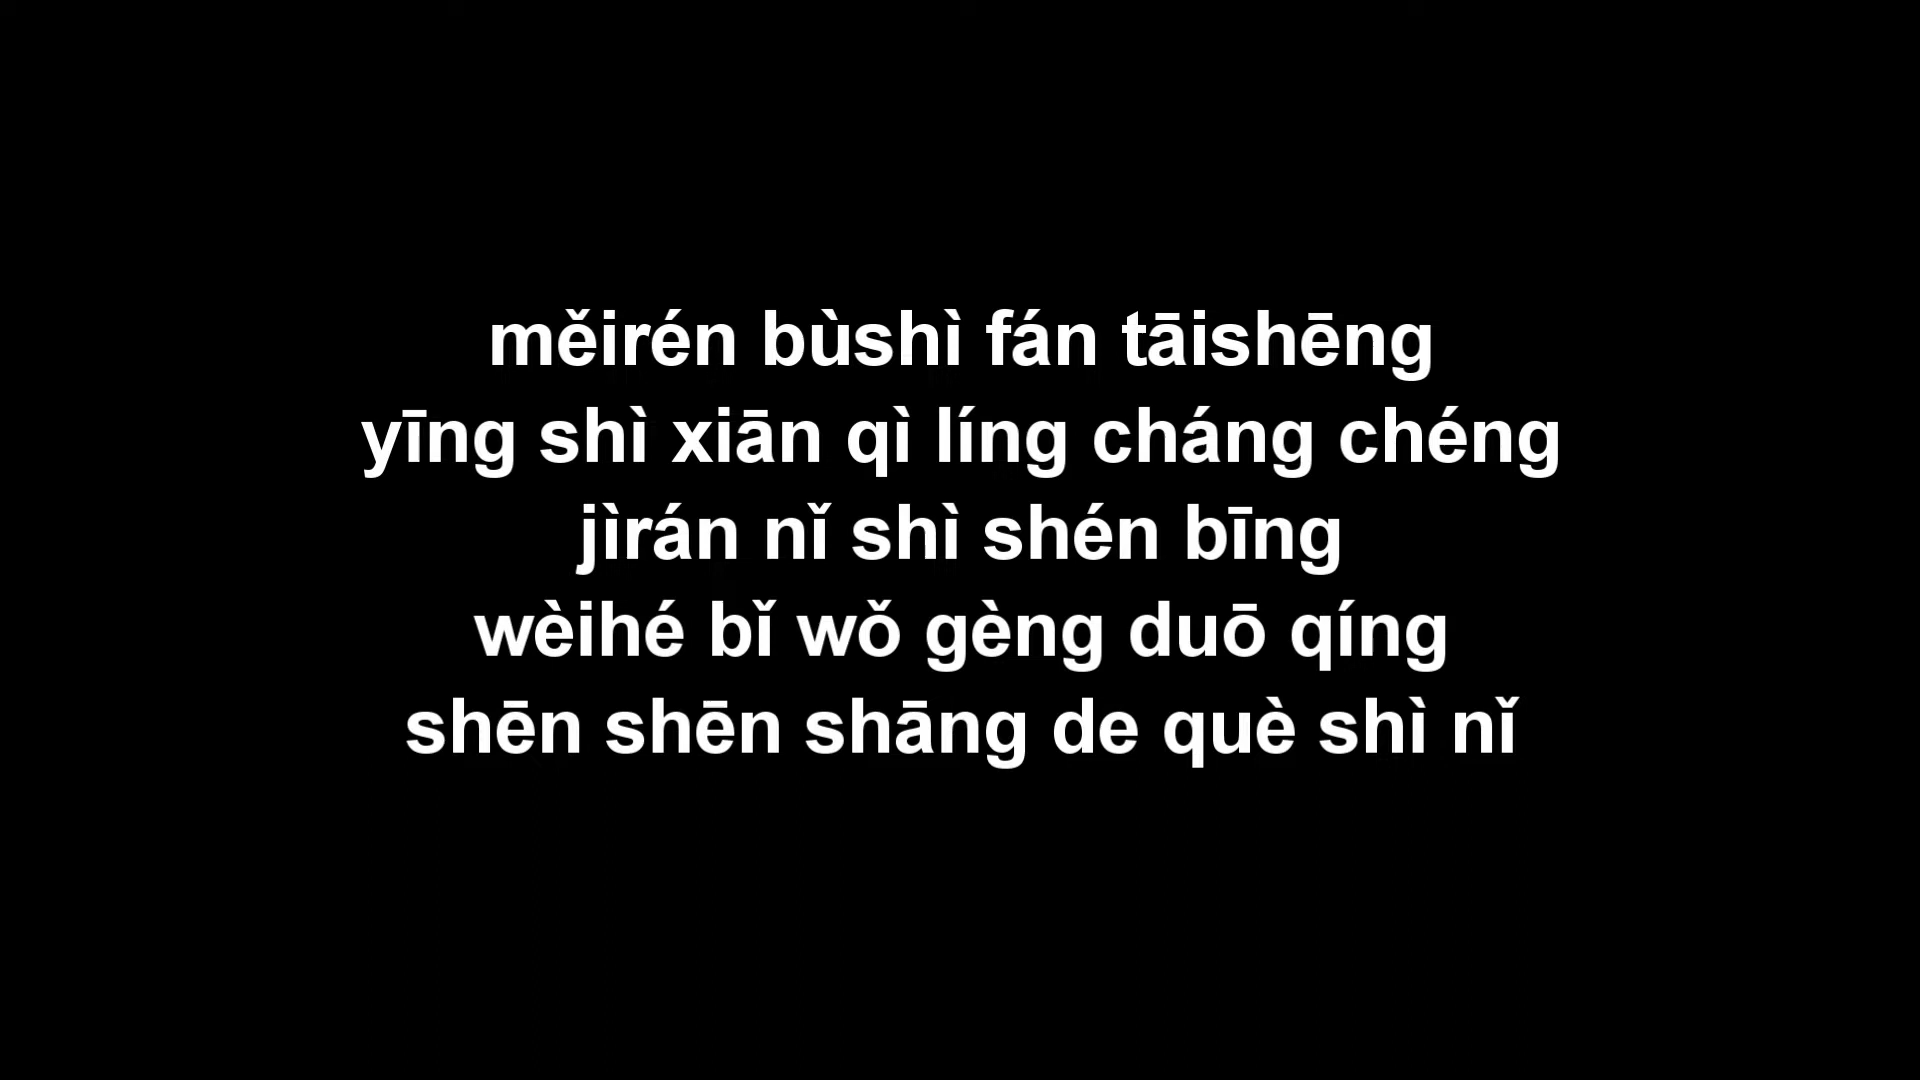 měirén bùshì fán tāishēng
yīng shì xiān qì líng cháng chéng
jìrán nǐ shì shén bīng
wèihé bǐ wǒ gèng duō qíng
shēn shēn shāng de què shì nǐ